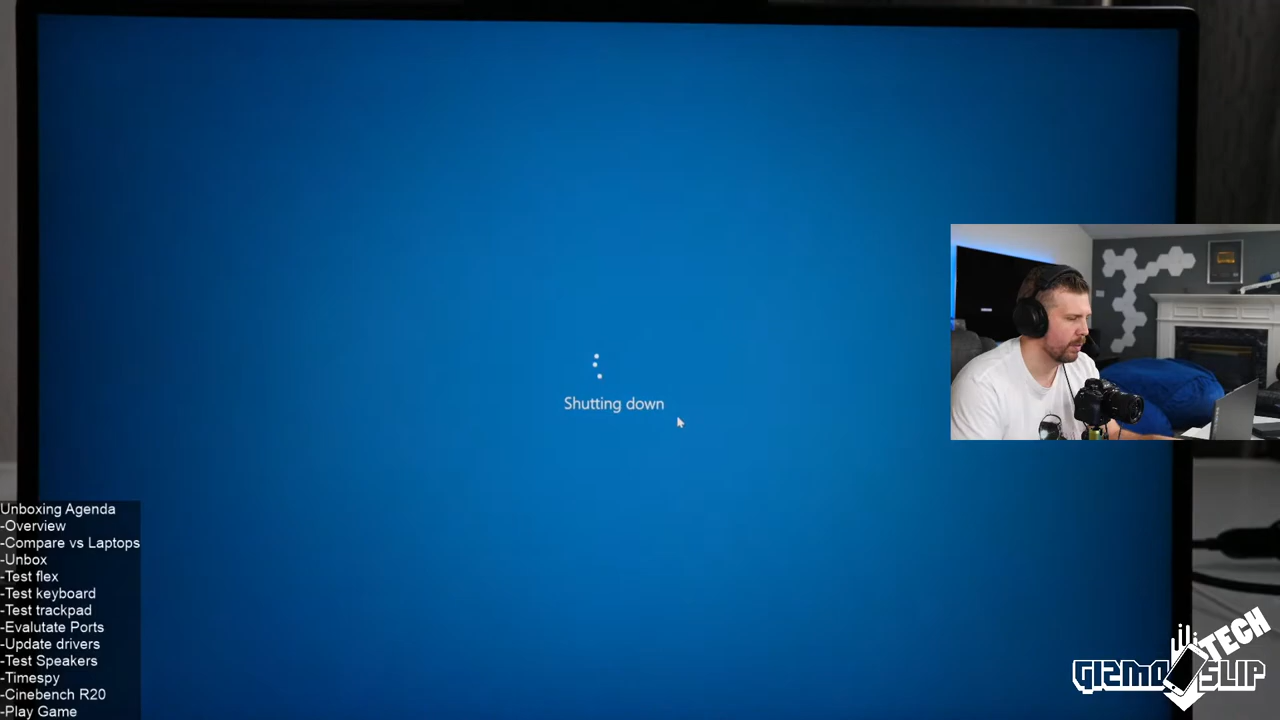 Shutting down
Unboxing Agenda
-Overview
-Compare vs Laptops
-Unbox
-Test flex
-Test keyboard
-Test trackpad
-Evalutate Ports
-Update drivers
-Test Speakers
-Timespy
-Cinebench R20
-Play Game
GIZMO SLIP
TECH